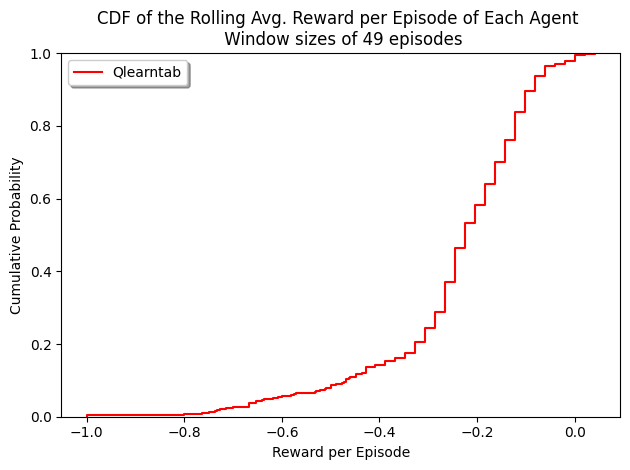 CDF of the Rolling Avg. Reward per Episode of Each Agent
Window sizes of 49 episodes
Qlearntab
1.0
0.8
0.6
0.4
0.2
0.0
Cumulative Probability
−1.0 −0.8 −0.6 −0.4 −0.2 0.0
Reward per Episode